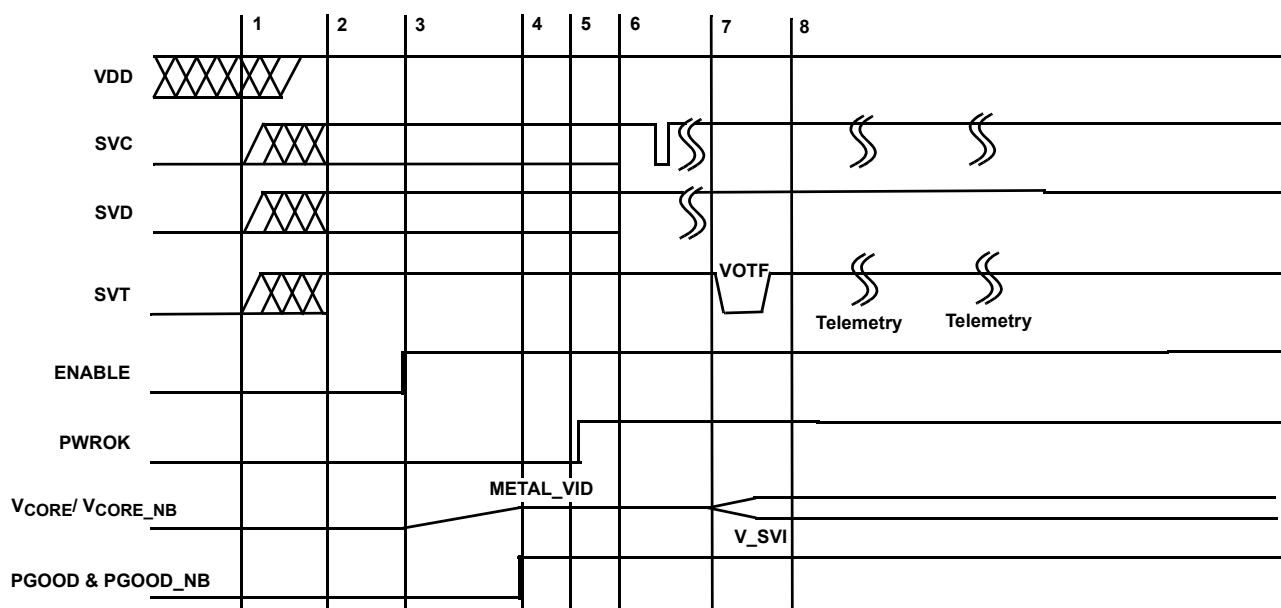 1 2 3 4 5 6 7 8
VDD
SVC
SVD
SVT
VOTF
Telemetry Telemetry
ENABLE
PWROK
METAL_VID
VCORE/ VCORE_NB
V_SVI
PGOOD & PGOOD_NB